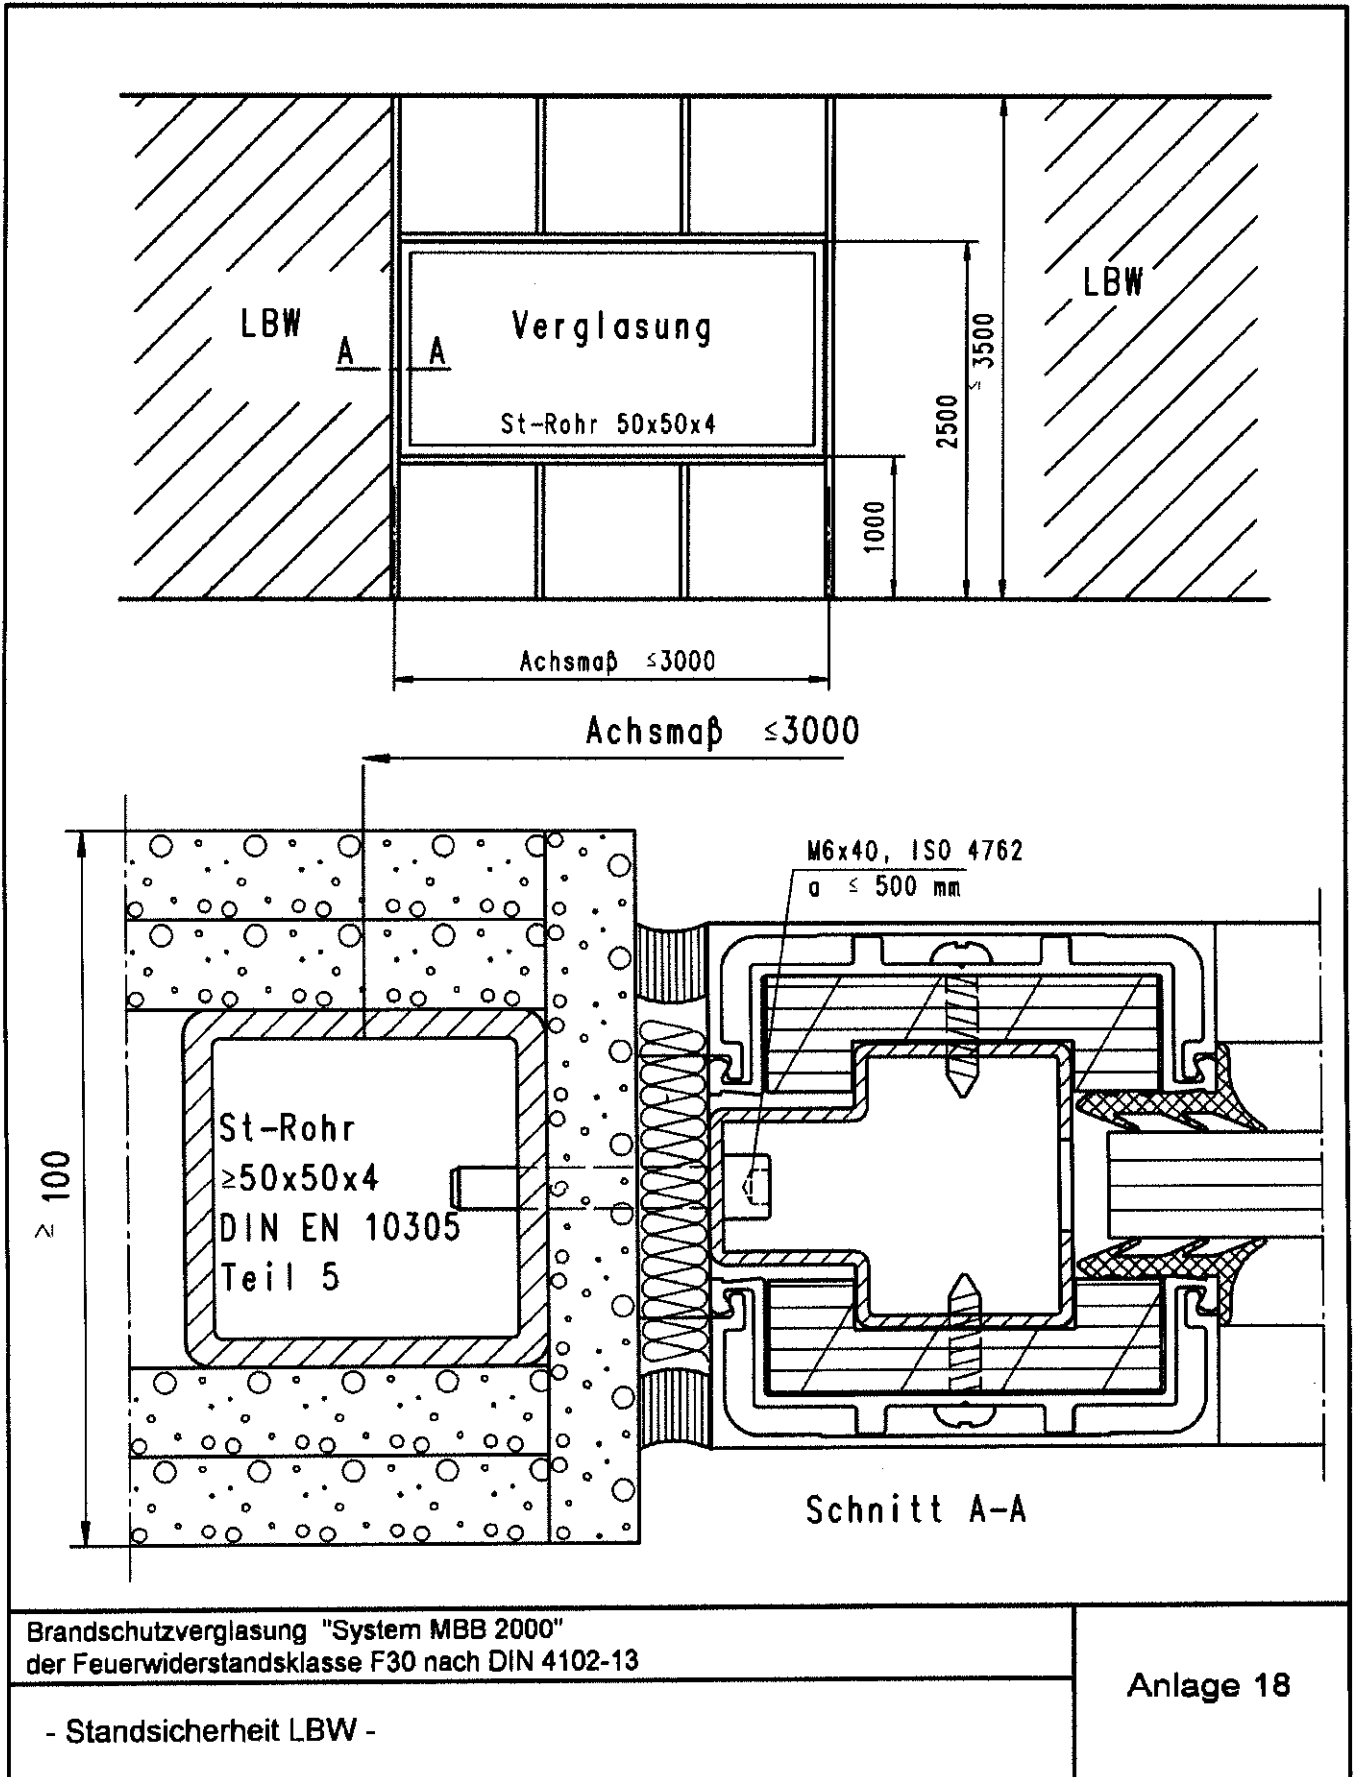 LBW
Verglasung
LBW
A
A
St-Rohr 50x50x4
1000
2500
≤ 3500
Achsmaß ≤3000
Achsmaß ≤3000
M6x40, ISO 4762
a ≤ 500 mm
≥ 100
St-Rohr
≥50x50x4
DIN EN 10305
Teil 5
Schnitt A-A
Brandschutzverglasung "System MBB 2000"
der Feuerwiderstandsklasse F30 nach DIN 4102-13
Anlage 18
- Standsicherheit LBW -